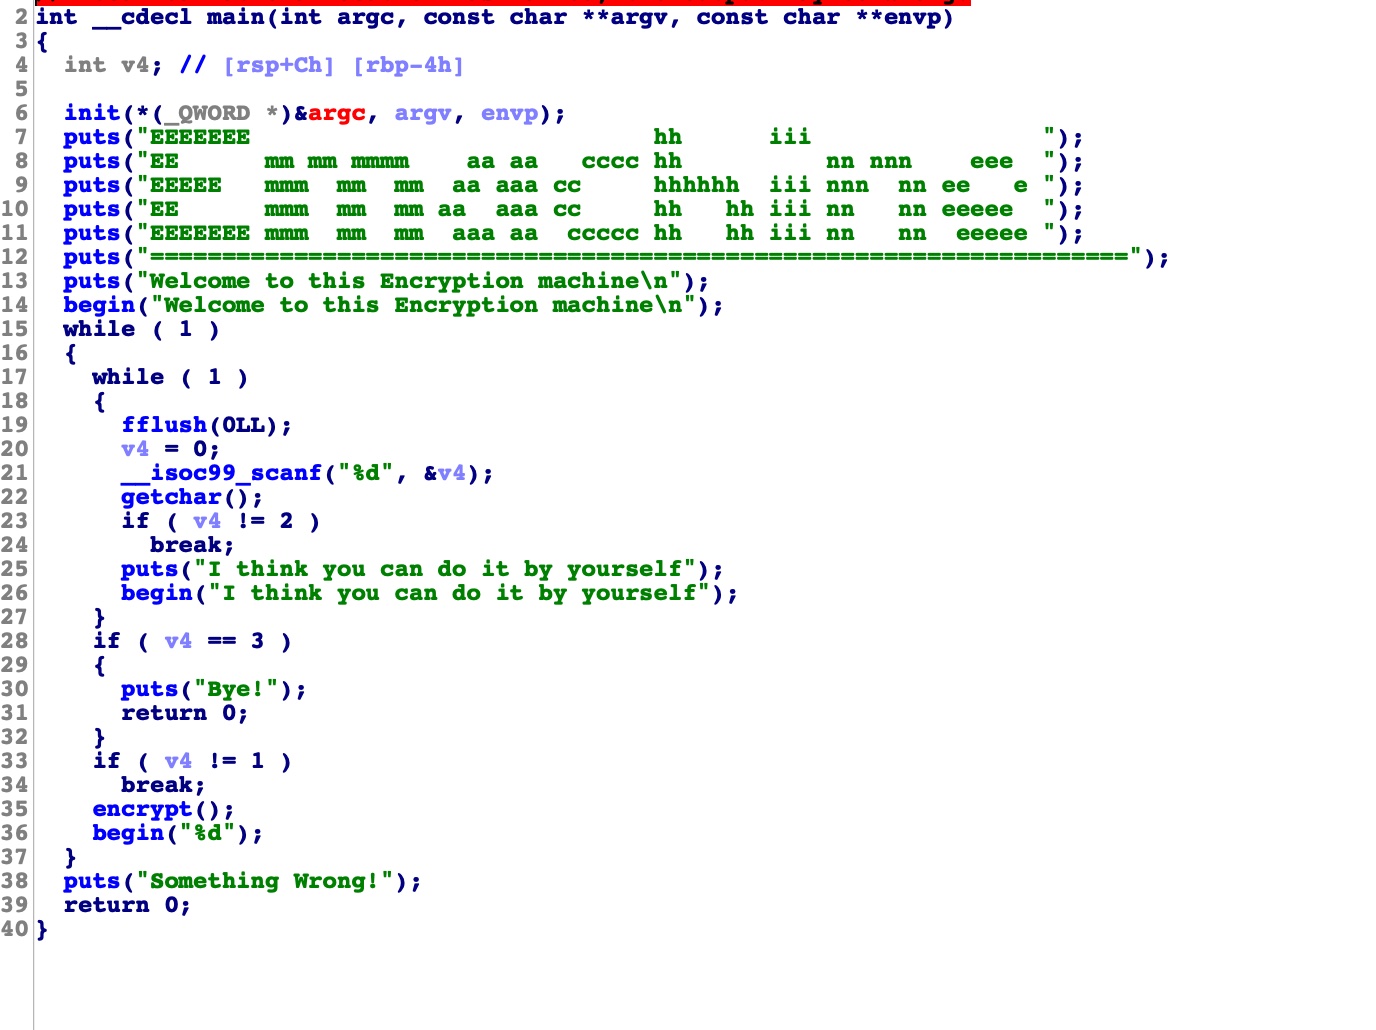 2 int __cdecl main(int argc, const char **argv, const char **envp)
3 {
4   int v4; // [rsp+Ch] [rbp-4h]
5
6   init(*(_QWORD *)&argc, argv, envp);
7   puts("EEEEEEE                            hh      iii                ");
8   puts("EE      mm mm mmmm    aa aa   cccc hh          nn nnn    eee  ");
9   puts("EEEEE   mmm  mm  mm  aa aaa cc     hhhhhh  iii nnn  nn ee   e ");
10   puts("EE      mmm  mm  mm aa  aaa cc     hh   hh iii nn   nn eeeee  ");
11   puts("EEEEEEE mmm  mm  mm  aaa aa  ccccc hh   hh iii nn   nn  eeeee ");
12   puts("====================================================================");
13   puts("Welcome to this Encryption machine\n");
14   begin("Welcome to this Encryption machine\n");
15   while ( 1 )
16   {
17     while ( 1 )
18     {
19       fflush(0LL);
20       v4 = 0;
21       __isoc99_scanf("%d", &v4);
22       getchar();
23       if ( v4 != 2 )
24         break;
25       puts("I think you can do it by yourself");
26       begin("I think you can do it by yourself");
27     }
28     if ( v4 == 3 )
29     {
30       puts("Bye!");
31       return 0;
32     }
33     if ( v4 != 1 )
34       break;
35     encrypt();
36     begin("%d");
37   }
38   puts("Something Wrong!");
39   return 0;
40 }